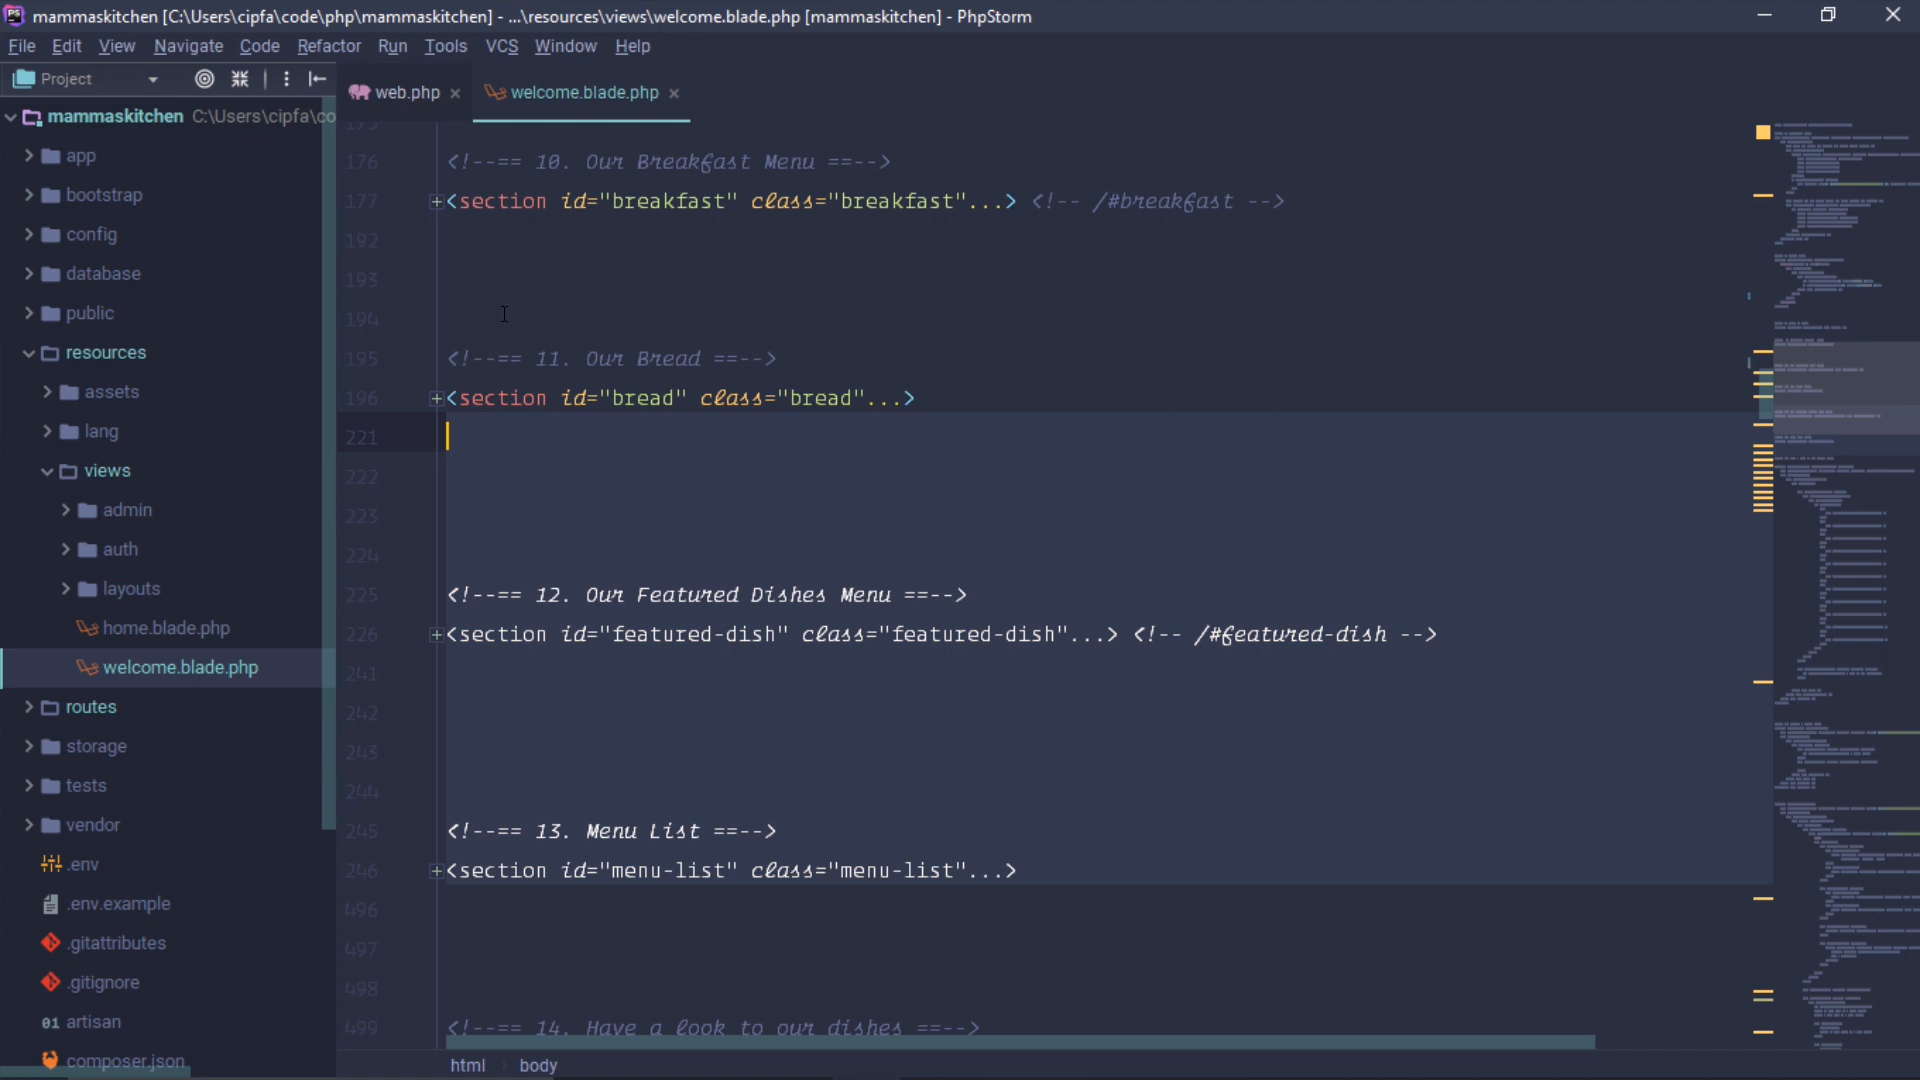 mammaskitchen [C:\Users\cipfa\code\php\mammaskitchen] - ...\resources\views\welcome.blade.php [mammaskitchen] - PhpStorm
File Edit View Navigate Code Refactor Run Tools VCS Window Help
Project
web.php
welcome.blade.php
mammaskitchen C:\Users\cipfa\co
app
bootstrap
config
database
public
resources
assets
lang
views
admin
auth
layouts
home.blade.php
welcome.blade.php
routes
storage
tests
vendor
.env
.env.example
.gitattributes
.gitignore
artisan
composer.json
175
176 <!--== 10. Our Breakfast Menu ==-->
177 <section id="breakfast" class="breakfast"...> <!-- /#breakfast -->
192
193
194
195 <!--== 11. Our Bread ==-->
196 <section id="bread" class="bread"...>
221
222
223
224
225 <!--== 12. Our Featured Dishes Menu ==-->
226 <section id="featured-dish" class="featured-dish"...> <!-- /#featured-dish -->
241
242
243
244
245 <!--== 13. Menu List ==-->
246 <section id="menu-list" class="menu-list"...>
496
497
498
499 <!--== 14. Have a look to our dishes ==-->
html body